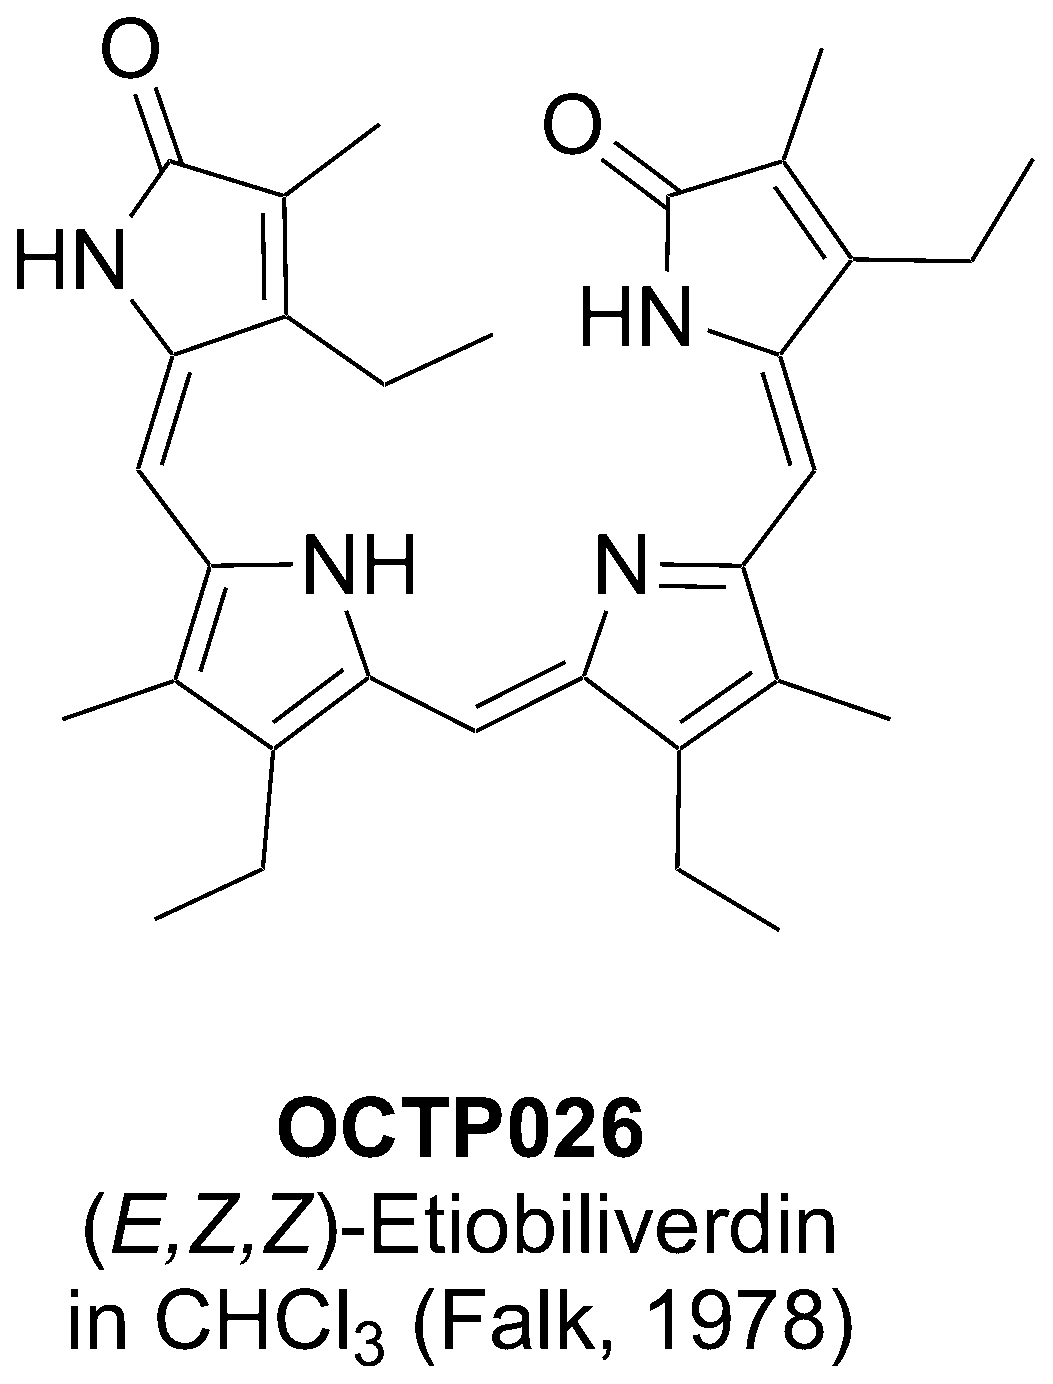 O
O
HN
HN
NH
N
OCTP026
(E,Z,Z)-Etiobiliverdin
in CHCl₃ (Falk, 1978)